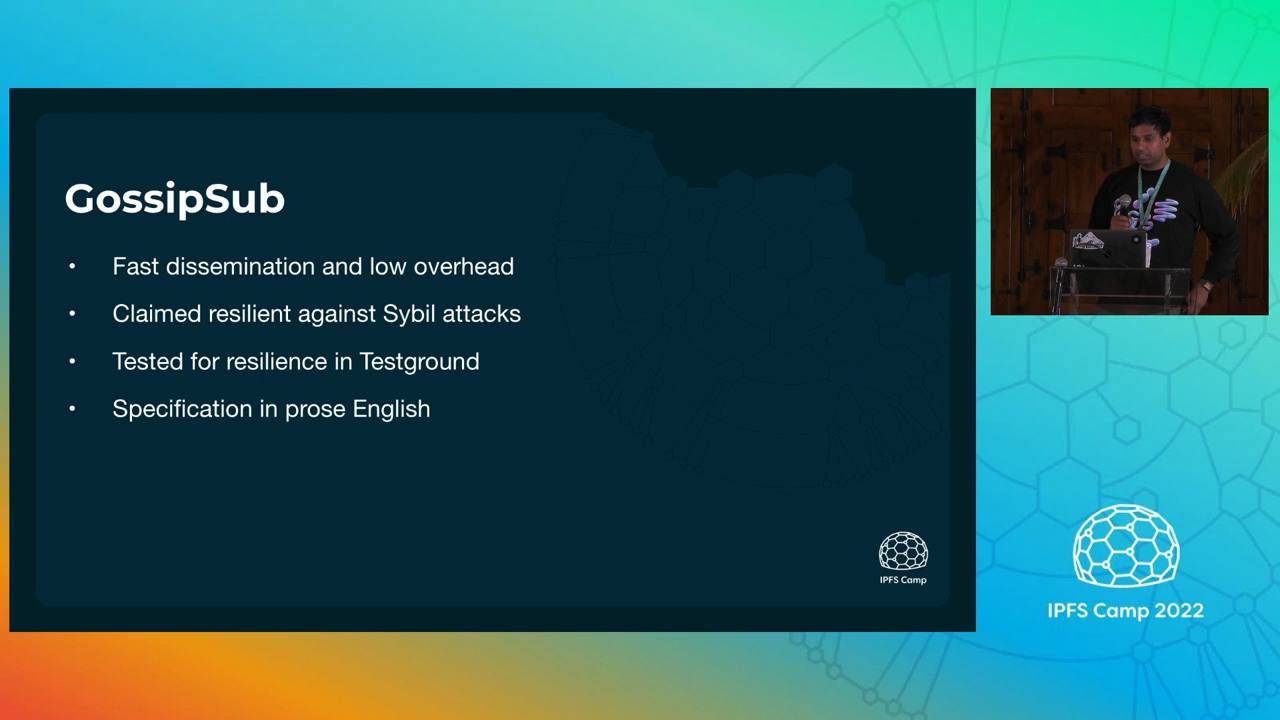 GossipSub
• Fast dissemination and low overhead
• Claimed resilient against Sybil attacks
• Tested for resilience in Testground
• Specification in prose English
IPFS Camp
IPFS Camp 2022